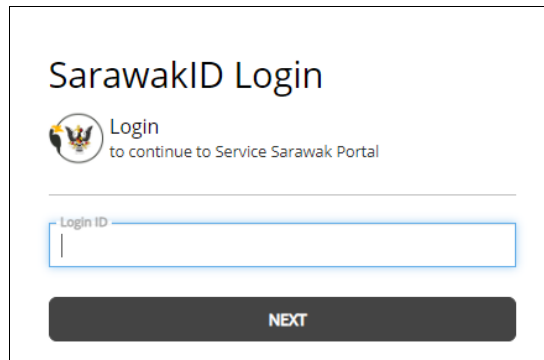 SarawakID Login
Login
to continue to Service Sarawak Portal
Login ID
NEXT